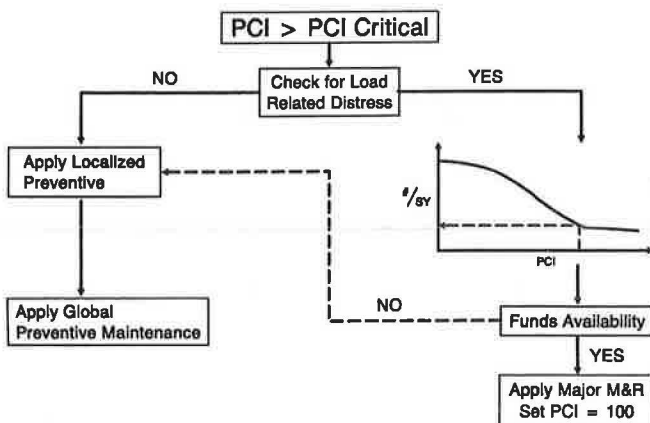 PCI > PCI Critical
NO
Check for Load
Related Distress
YES
Apply Localized
Preventive
#/SY
PCI
Apply Global
Preventive Maintenance
NO
Funds Availability
YES
Apply Major M&R
Set PCI = 100